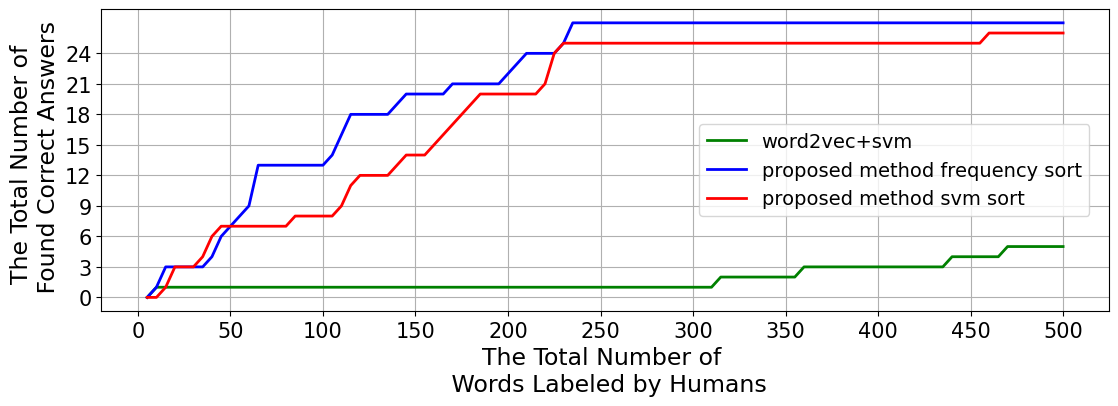 The Total Number of
Found Correct Answers
24
21
18
15
12
9
6
3
0
word2vec+svm
proposed method frequency sort
proposed method svm sort
0 50 100 150 200 250 300 350 400 450 500
The Total Number of
Words Labeled by Humans